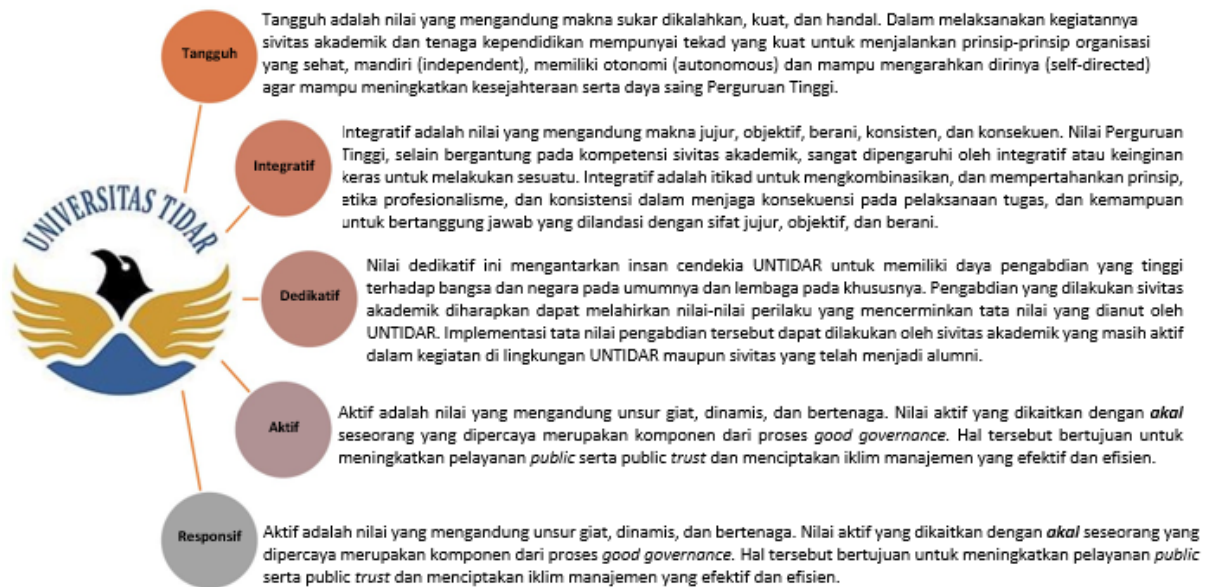 Tangguh
Tangguh adalah nilai yang mengandung makna sukar dikalahkan, kuat, dan handal. Dalam melaksanakan kegiatannya
sivitas akademik dan tenaga kependidikan mempunyai tekad yang kuat untuk menjalankan prinsip-prinsip organisasi
yang sehat, mandiri (independent), memiliki otonomi (autonomous) dan mampu mengarahkan dirinya (self-directed)
agar mampu meningkatkan kesejahteraan serta daya saing Perguruan Tinggi.
Integratif
Integratif adalah nilai yang mengandung makna jujur, objektif, berani, konsisten, dan konsekuen. Nilai Perguruan
Tinggi, selain bergantung pada kompetensi sivitas akademik, sangat dipengaruhi oleh integratif atau keinginan
keras untuk melakukan sesuatu. Integratif adalah itikad untuk mengkombinasikan, dan mempertahankan prinsip,
etika profesionalisme, dan konsistensi dalam menjaga konsekuensi pada pelaksanaan tugas, dan kemampuan
untuk bertanggung jawab yang dilandasi dengan sifat jujur, objektif, dan berani.
UNIVERSITAS TIDAR
Dedikatif
Nilai dedikatif ini mengantarkan insan cendekia UNTIDAR untuk memiliki daya pengabdian yang tinggi
terhadap bangsa dan negara pada umumnya dan lembaga pada khususnya. Pengabdian yang dilakukan sivitas
akademik diharapkan dapat melahirkan nilai-nilai perilaku yang mencerminkan tata nilai yang dianut oleh
UNTIDAR. Implementasi tata nilai pengabdian tersebut dapat dilakukan oleh sivitas akademik yang masih aktif
dalam kegiatan di lingkungan UNTIDAR maupun sivitas yang telah menjadi alumni.
Aktif
Aktif adalah nilai yang mengandung unsur giat, dinamis, dan bertenaga. Nilai aktif yang dikaitkan dengan akal
seseorang yang dipercaya merupakan komponen dari proses good governance. Hal tersebut bertujuan untuk
meningkatkan pelayanan public serta public trust dan menciptakan iklim manajemen yang efektif dan efisien.
Responsif
Aktif adalah nilai yang mengandung unsur giat, dinamis, dan bertenaga. Nilai aktif yang dikaitkan dengan akal seseorang yang
dipercaya merupakan komponen dari proses good governance. Hal tersebut bertujuan untuk meningkatkan pelayanan public
serta public trust dan menciptakan iklim manajemen yang efektif dan efisien.